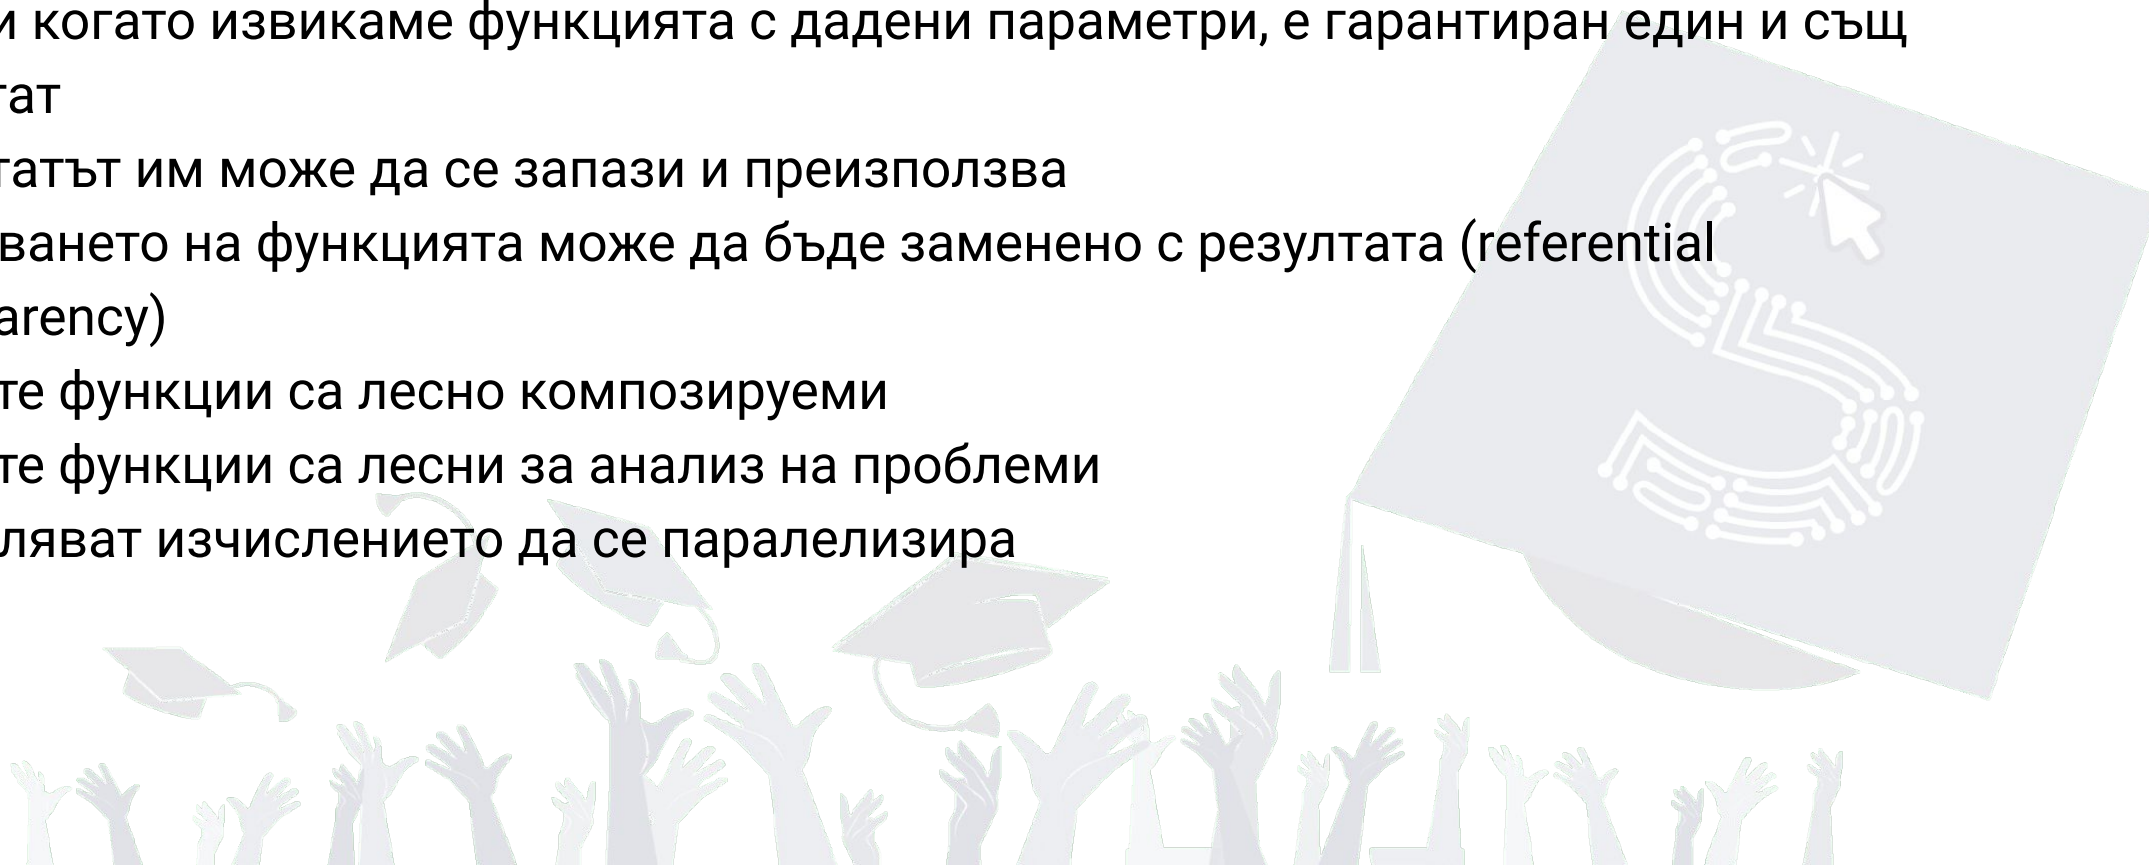 и когато извикаме функцията с дадени параметри, е гарантиран един и същ
тат
татът им може да се запази и преизползва
ването на функцията може да бъде заменено с резултата (referential
arency)
те функции са лесно композируеми
те функции са лесни за анализ на проблеми
ляват изчислението да се паралелизира